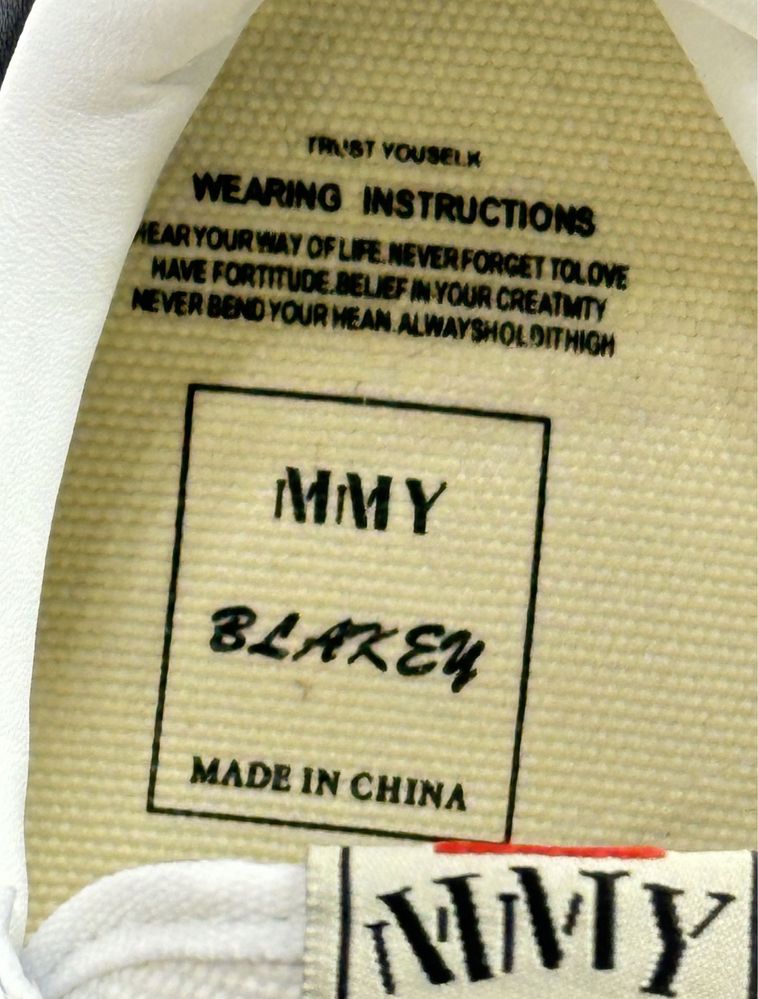 TRUST YOUSELK
WEARING INSTRUCTIONS
HEAR YOUR WAY OF LIFE.NEVER FORGET TOLOVE
HAVE FORTITUDE.BELIEF IN YOUR CREATMTY
NEVER BEND YOUR HEAN.ALWAYSHOLDITHIGH
MMY
BLAKEY
MADE IN CHINA
MMY